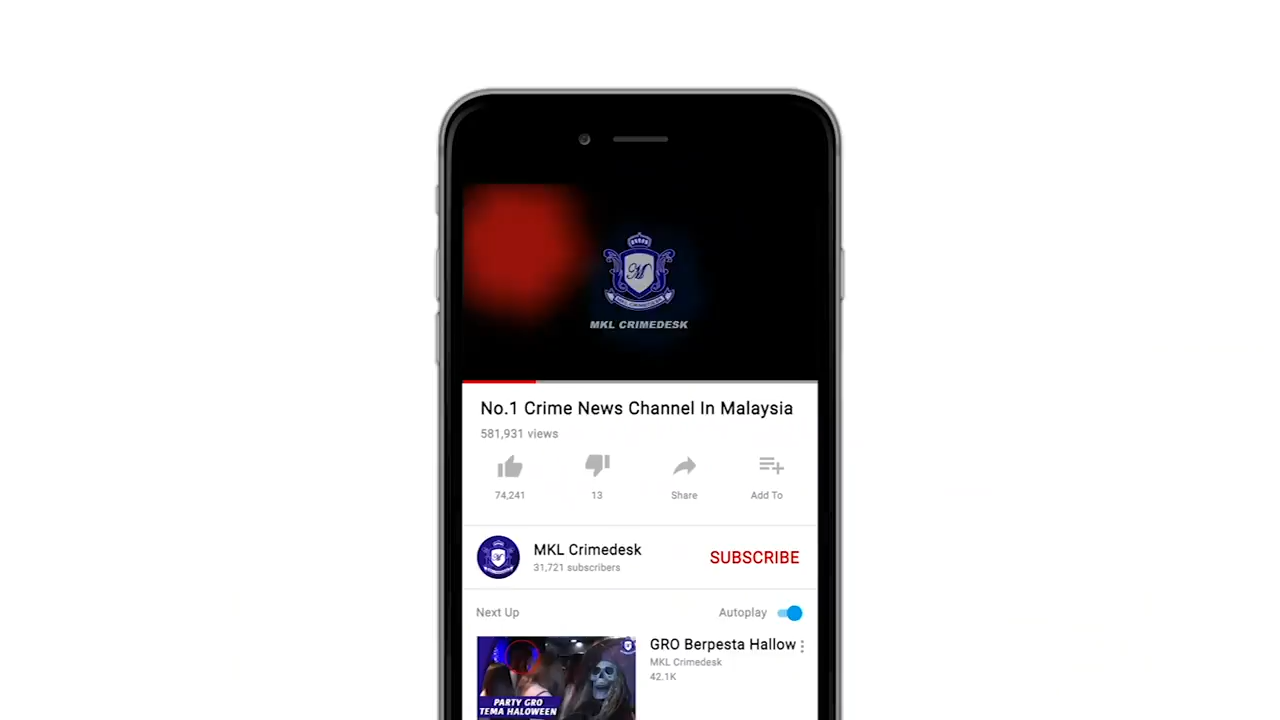 M
MKL CRIMEDESK
MKL CRIMEDESK
No.1 Crime News Channel In Malaysia
581,931 views
74,241
13
Share
Add To
MKL Crimedesk
31,721 subscribers
SUBSCRIBE
Next Up
Autoplay
GRO Berpesta Hallow
MKL Crimedesk
42.1K
PARTY GRO
TEMA HALOWEEN